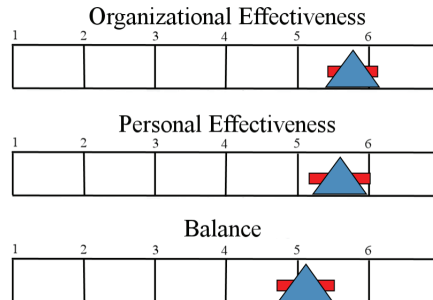 Organizational Effectiveness
1 2 3 4 5 6
Personal Effectiveness
1 2 3 4 5 6
Balance
1 2 3 4 5 6